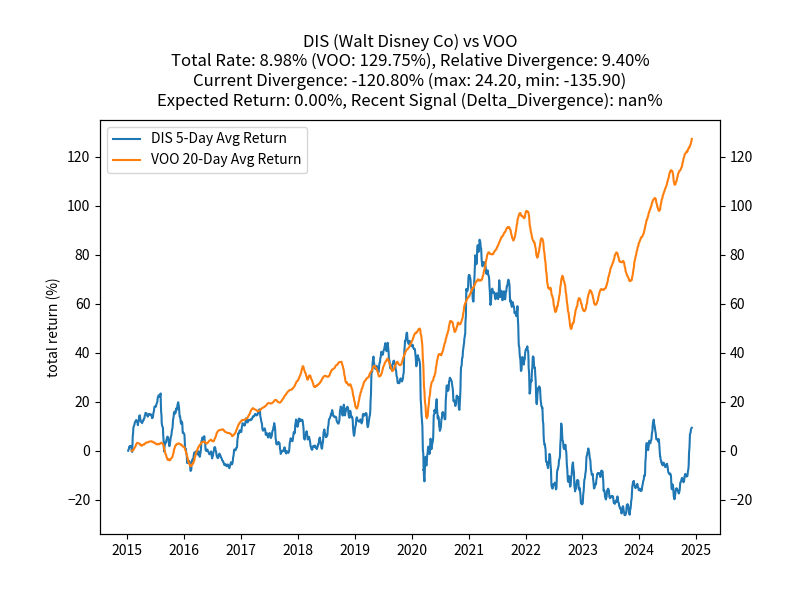 DIS (Walt Disney Co) vs VOO
Total Rate: 8.98% (VOO: 129.75%), Relative Divergence: 9.40%
Current Divergence: -120.80% (max: 24.20, min: -135.90)
Expected Return: 0.00%, Recent Signal (Delta_Divergence): nan%
DIS 5-Day Avg Return
VOO 20-Day Avg Return
total return (%)
120 120
100 100
80 80
60 60
40 40
20 20
0 0
−20 −20
2015 2016 2017 2018 2019 2020 2021 2022 2023 2024 2025